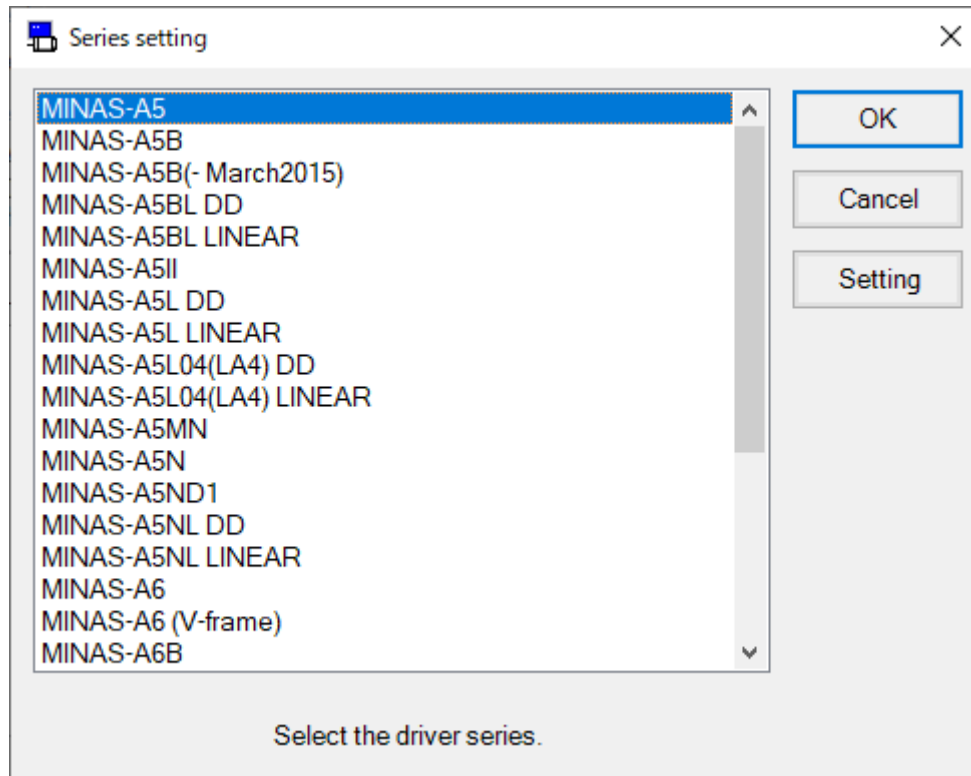 Series setting
MINAS-A5
MINAS-A5B
MINAS-A5B(- March2015)
MINAS-A5BL DD
MINAS-A5BL LINEAR
MINAS-A5II
MINAS-A5L DD
MINAS-A5L LINEAR
MINAS-A5L04(LA4) DD
MINAS-A5L04(LA4) LINEAR
MINAS-A5MN
MINAS-A5N
MINAS-A5ND1
MINAS-A5NL DD
MINAS-A5NL LINEAR
MINAS-A6
MINAS-A6 (V-frame)
MINAS-A6B
OK
Cancel
Setting
Select the driver series.